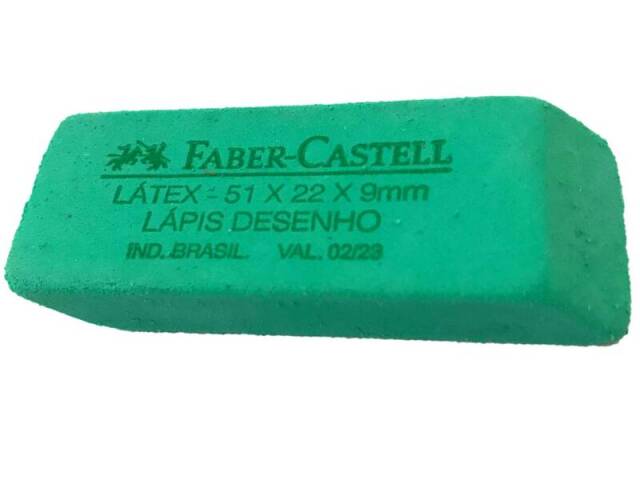 FABER-CASTELL
LÁTEX - 51 X 22 X 9mm
LÁPIS DESENHO
IND. BRASIL. VAL. 02/23